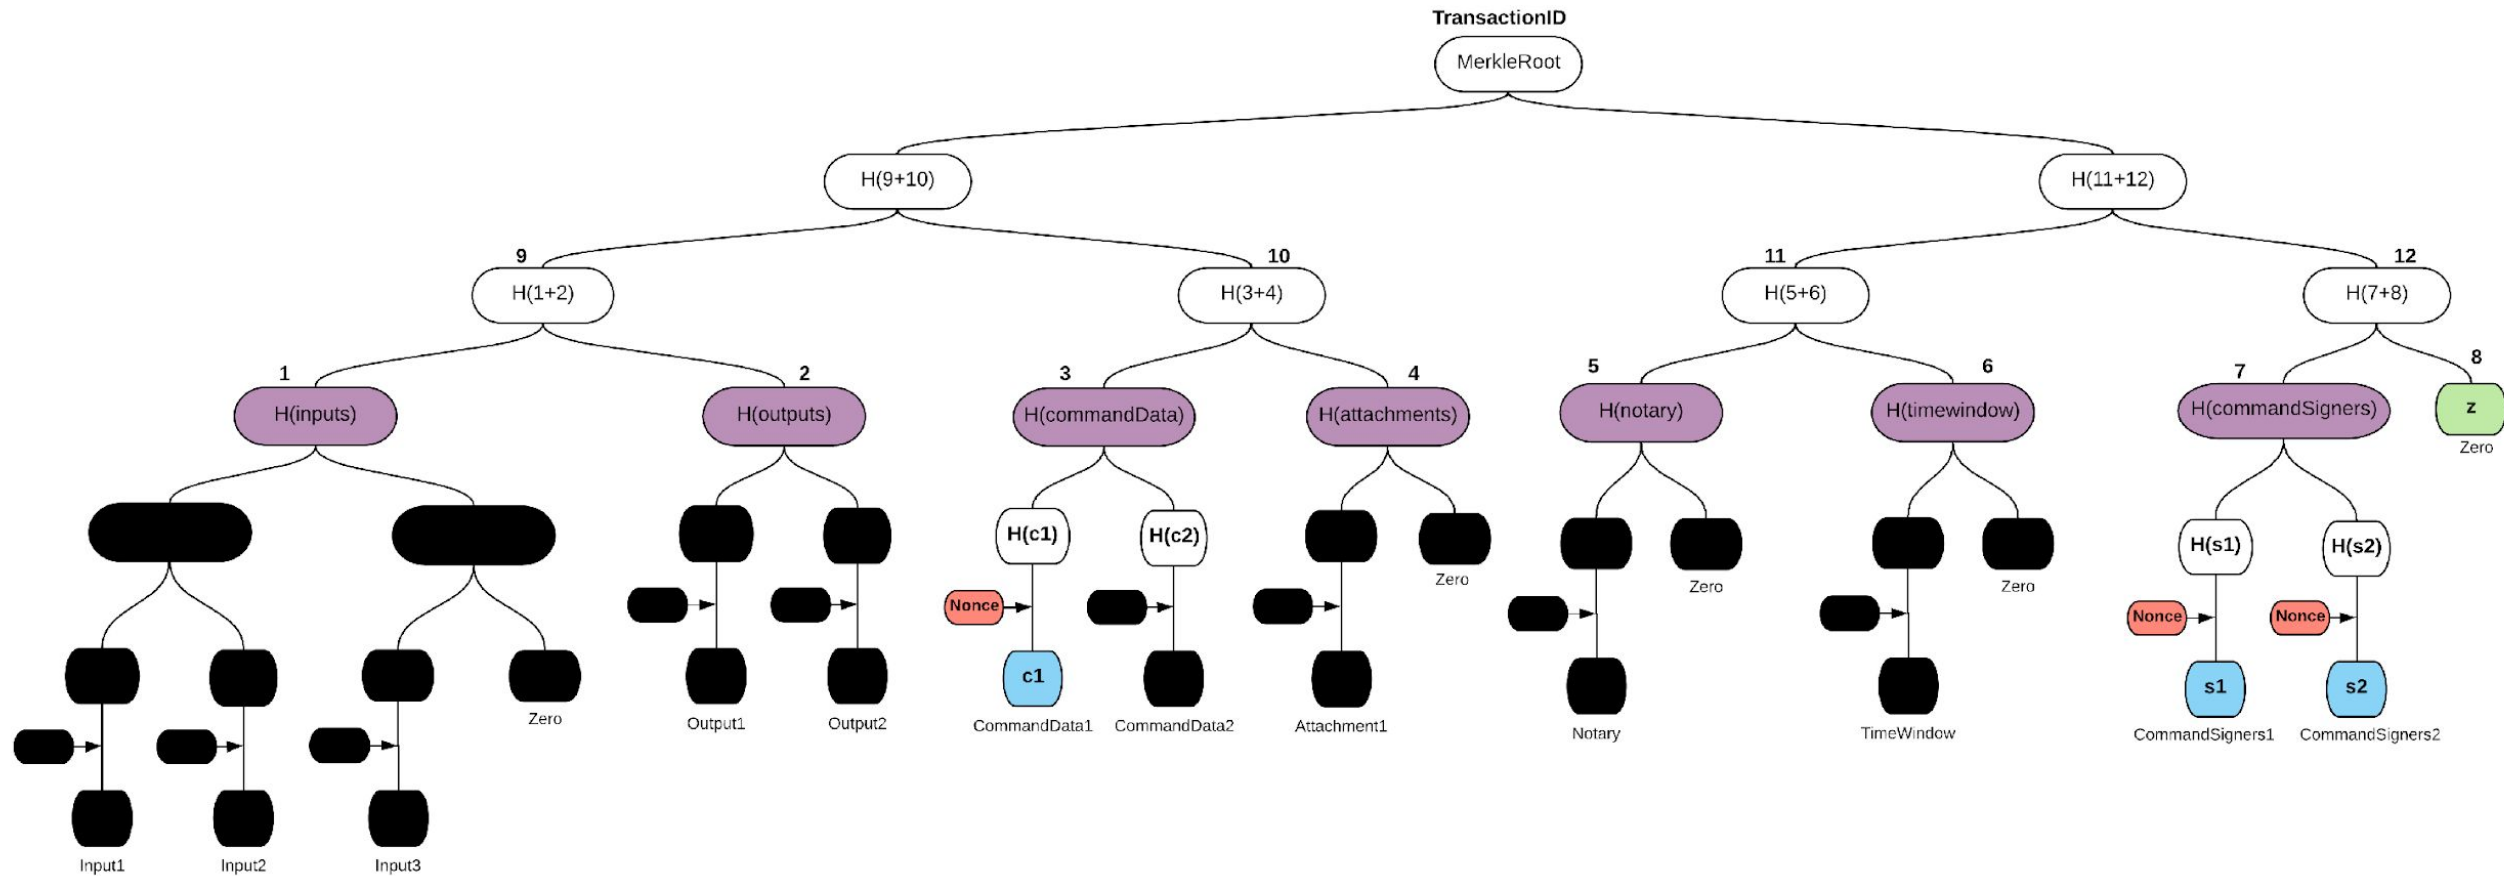 TransactionID
MerkleRoot
H(9+10)
H(11+12)
9
10
11
12
H(1+2)
H(3+4)
H(5+6)
H(7+8)
1
2
3
4
5
6
7
8
H(inputs)
H(outputs)
H(commandData)
H(attachments)
H(notary)
H(timewindow)
H(commandSigners)
z
Zero
H(c1)
H(c2)
H(s1)
H(s2)
Zero
Zero
Zero
Nonce
Nonce
Nonce
c1
s1
s2
Zero
Output1
Output2
CommandData1
CommandData2
Attachment1
Notary
TimeWindow
CommandSigners1
CommandSigners2
Input1
Input2
Input3